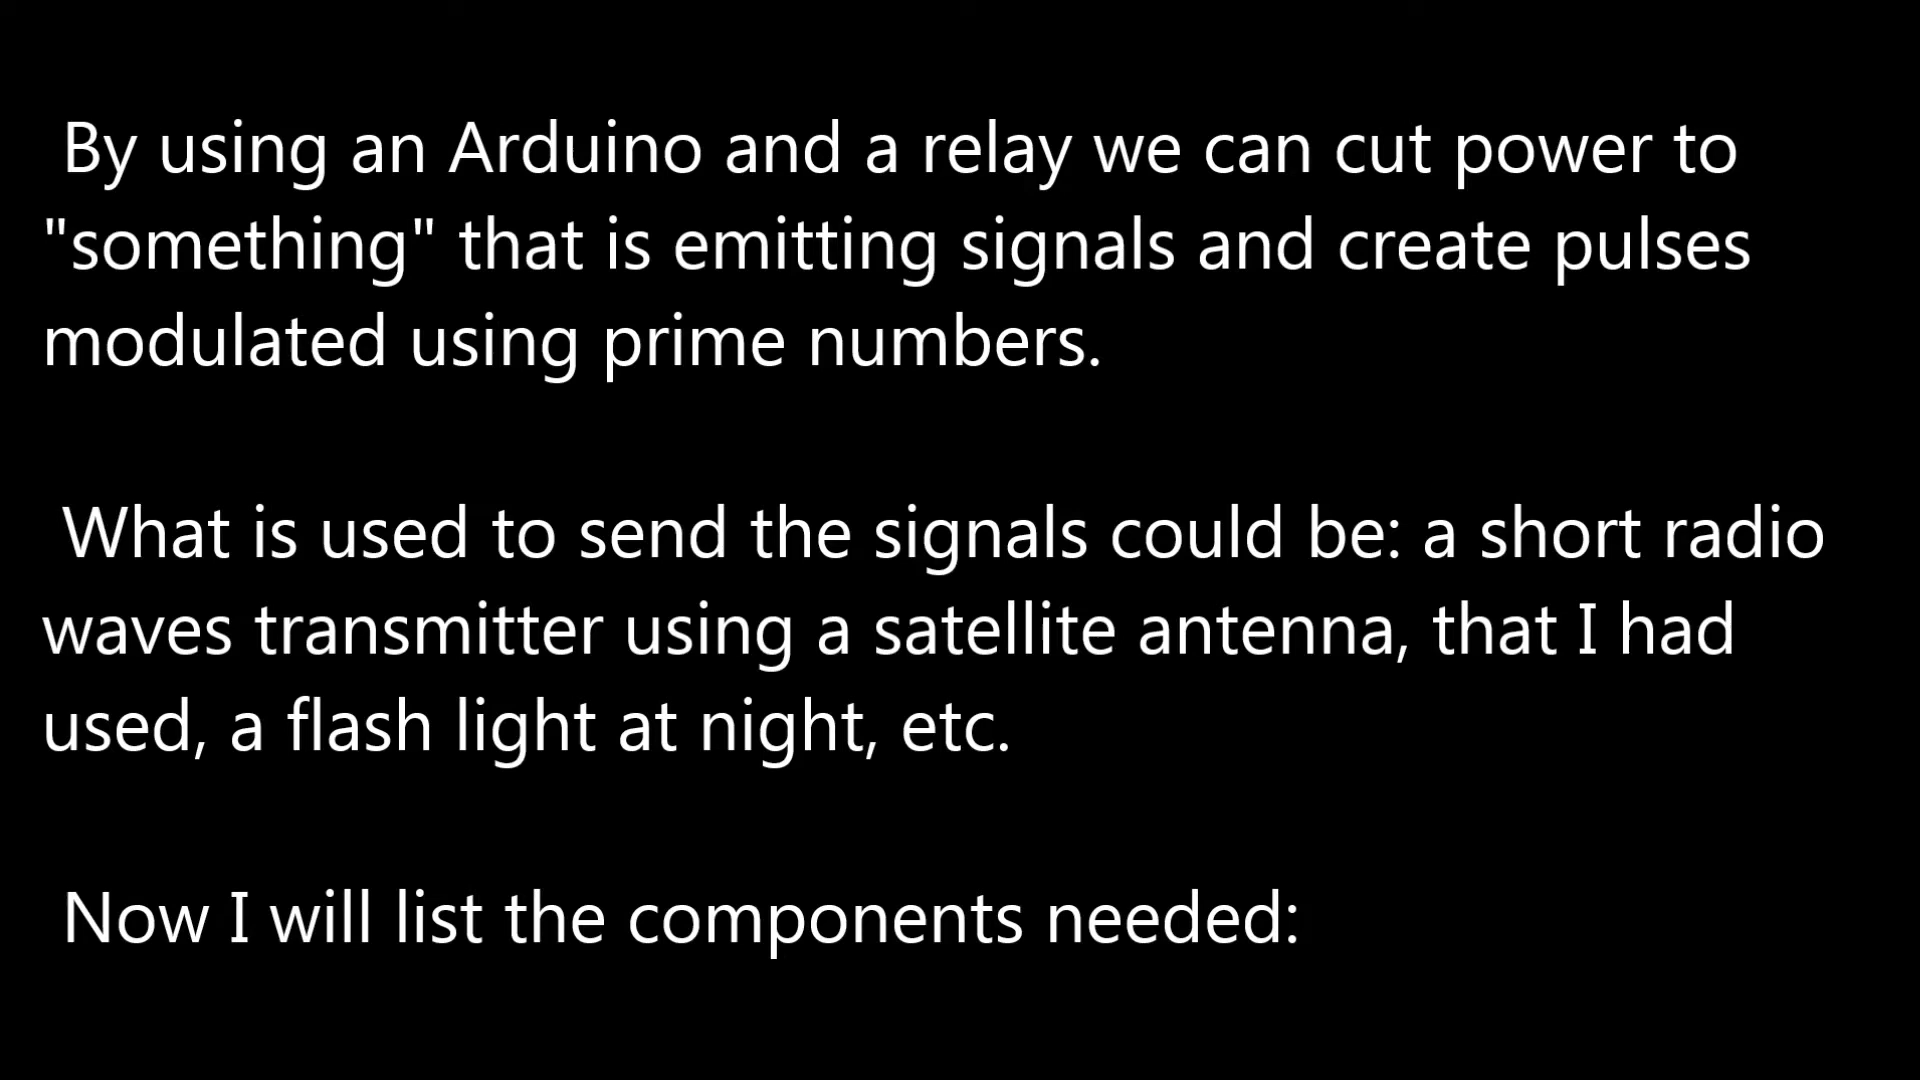 By using an Arduino and a relay we can cut power to
"something" that is emitting signals and create pulses
modulated using prime numbers.
What is used to send the signals could be: a short radio
waves transmitter using a satellite antenna, that I had
used, a flash light at night, etc.
Now I will list the components needed: